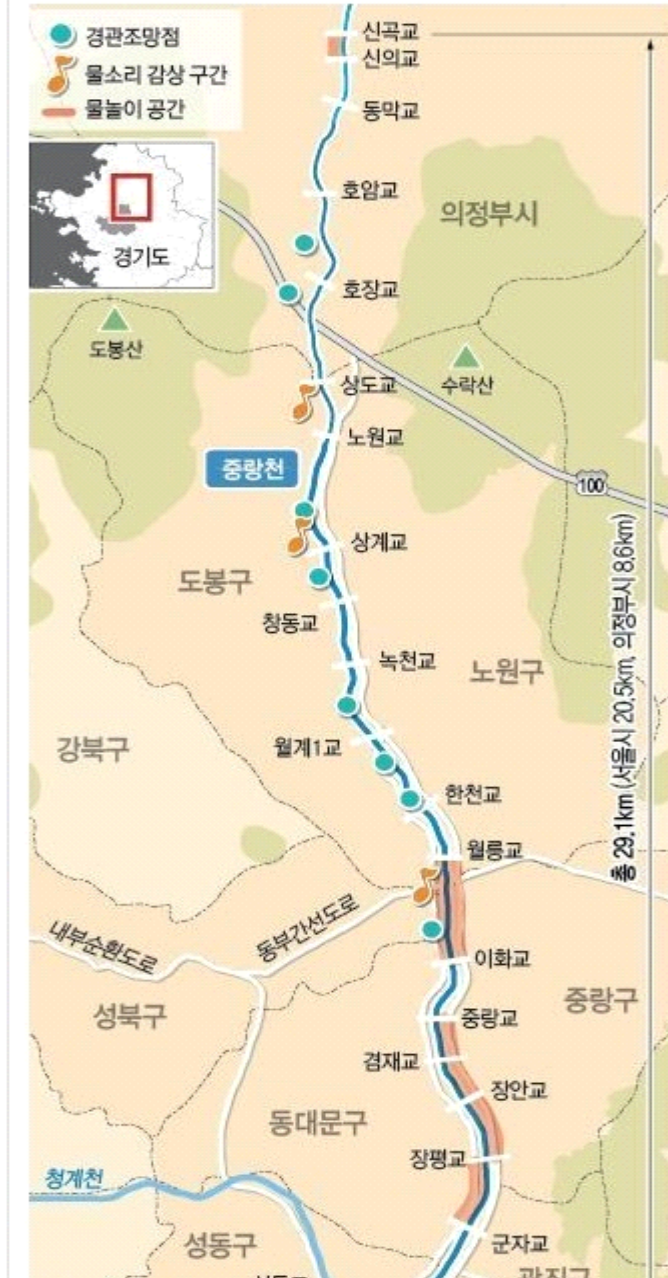 경관조망점
물소리 감상 구간
물놀이 공간
신곡교
신의교
동막교
호암교
의정부시
경기도
호장교
도봉산
상도교
수락산
노원교
중랑천
100
상계교
도봉구
창동교
녹천교
노원구
강북구
월계1교
한천교
월릉교
총 29.1km (서울시 20.5km, 의정부시 8.6km)
내부순환도로
동부간선도로
이화교
중랑구
성북구
중랑교
겸재교
장안교
동대문구
장평교
청계천
성동구
군자교
광진구